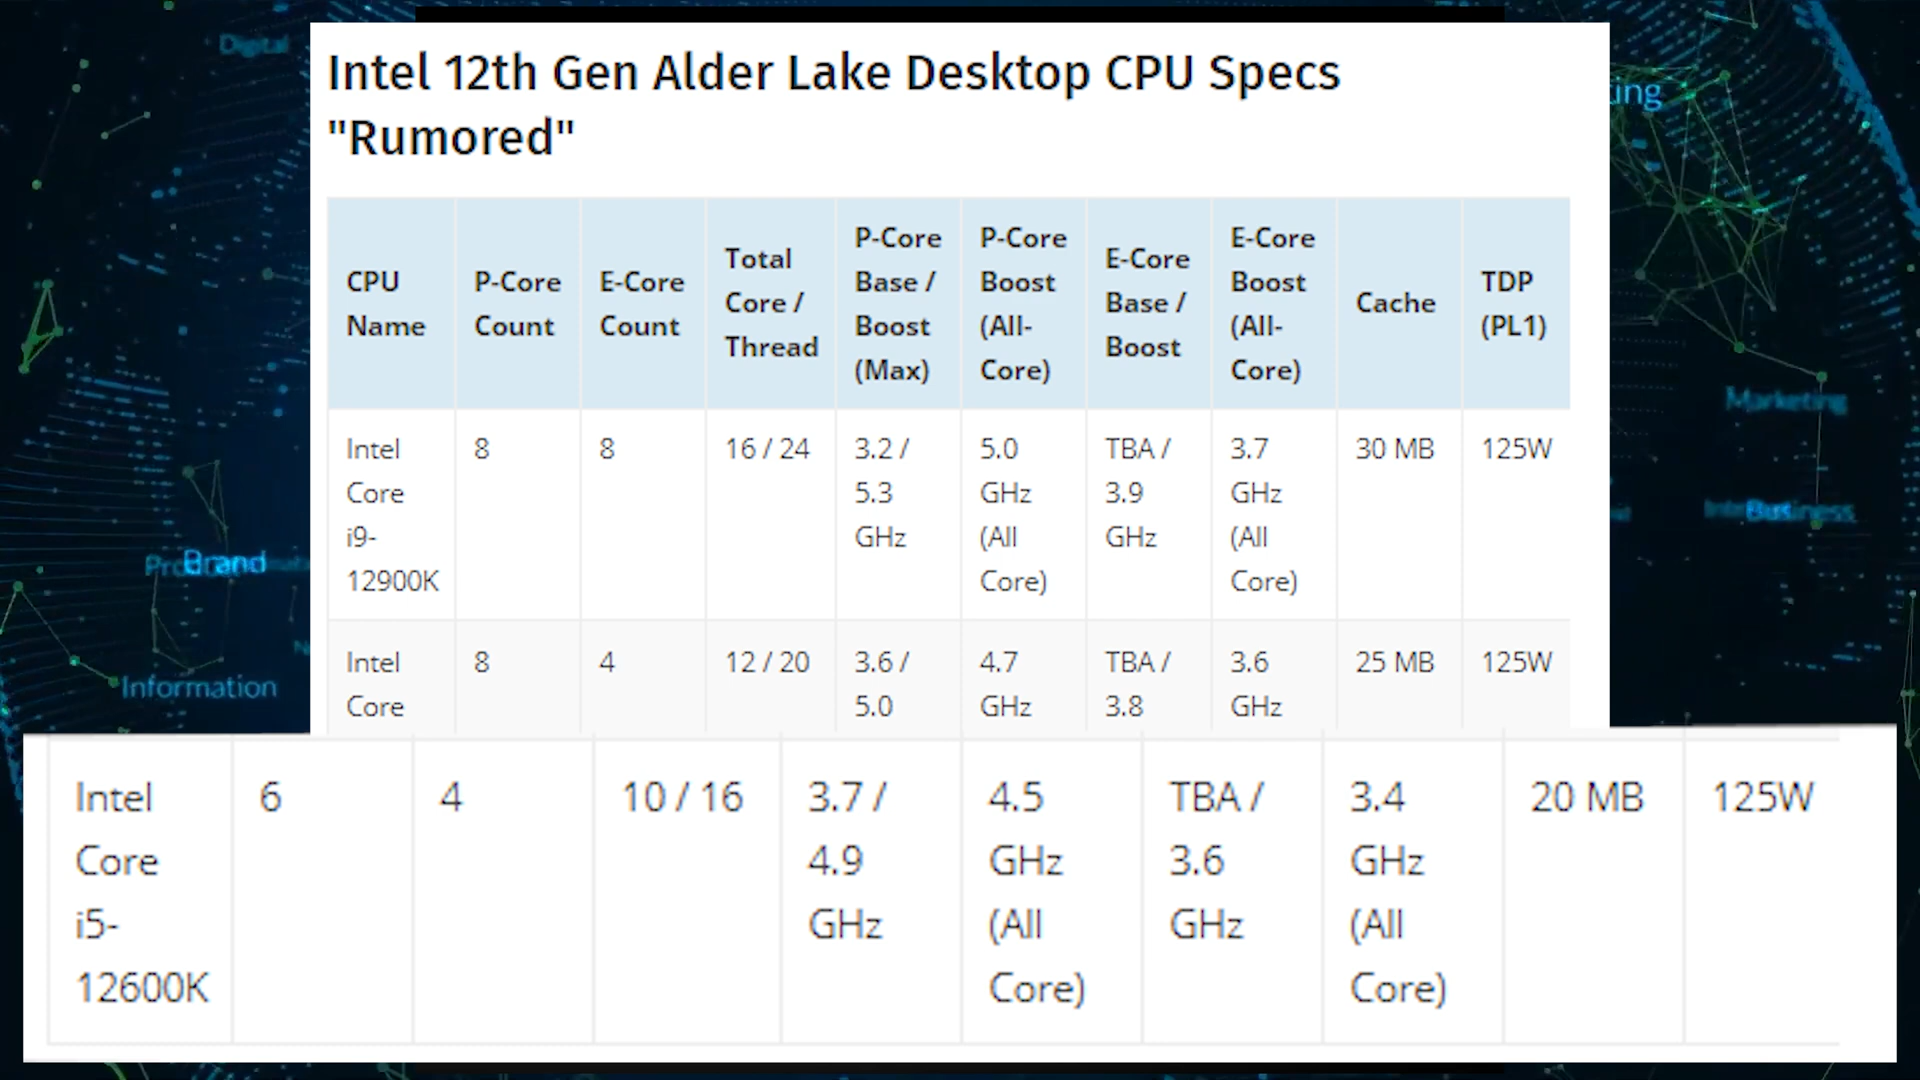 Digital
Intel 12th Gen Alder Lake Desktop CPU Specs
"Rumored"
CPU Name
P-Core Count
E-Core Count
Total Core / Thread
P-Core Base / Boost (Max)
P-Core Boost (All-Core)
E-Core Base / Boost
E-Core Boost (All-Core)
Cache
TDP (PL1)
Intel Core i9-12900K
8
8
16 / 24
3.2 / 5.3 GHz
5.0 GHz (All Core)
TBA / 3.9 GHz
3.7 GHz (All Core)
30 MB
125W
Intel Core
8
4
12 / 20
3.6 / 5.0
4.7 GHz
TBA / 3.8
3.6 GHz
25 MB
125W
Intel Core i5-12600K
6
4
10 / 16
3.7 / 4.9 GHz
4.5 GHz (All Core)
TBA / 3.6 GHz
3.4 GHz (All Core)
20 MB
125W
Brand
Information
Marketing
Business